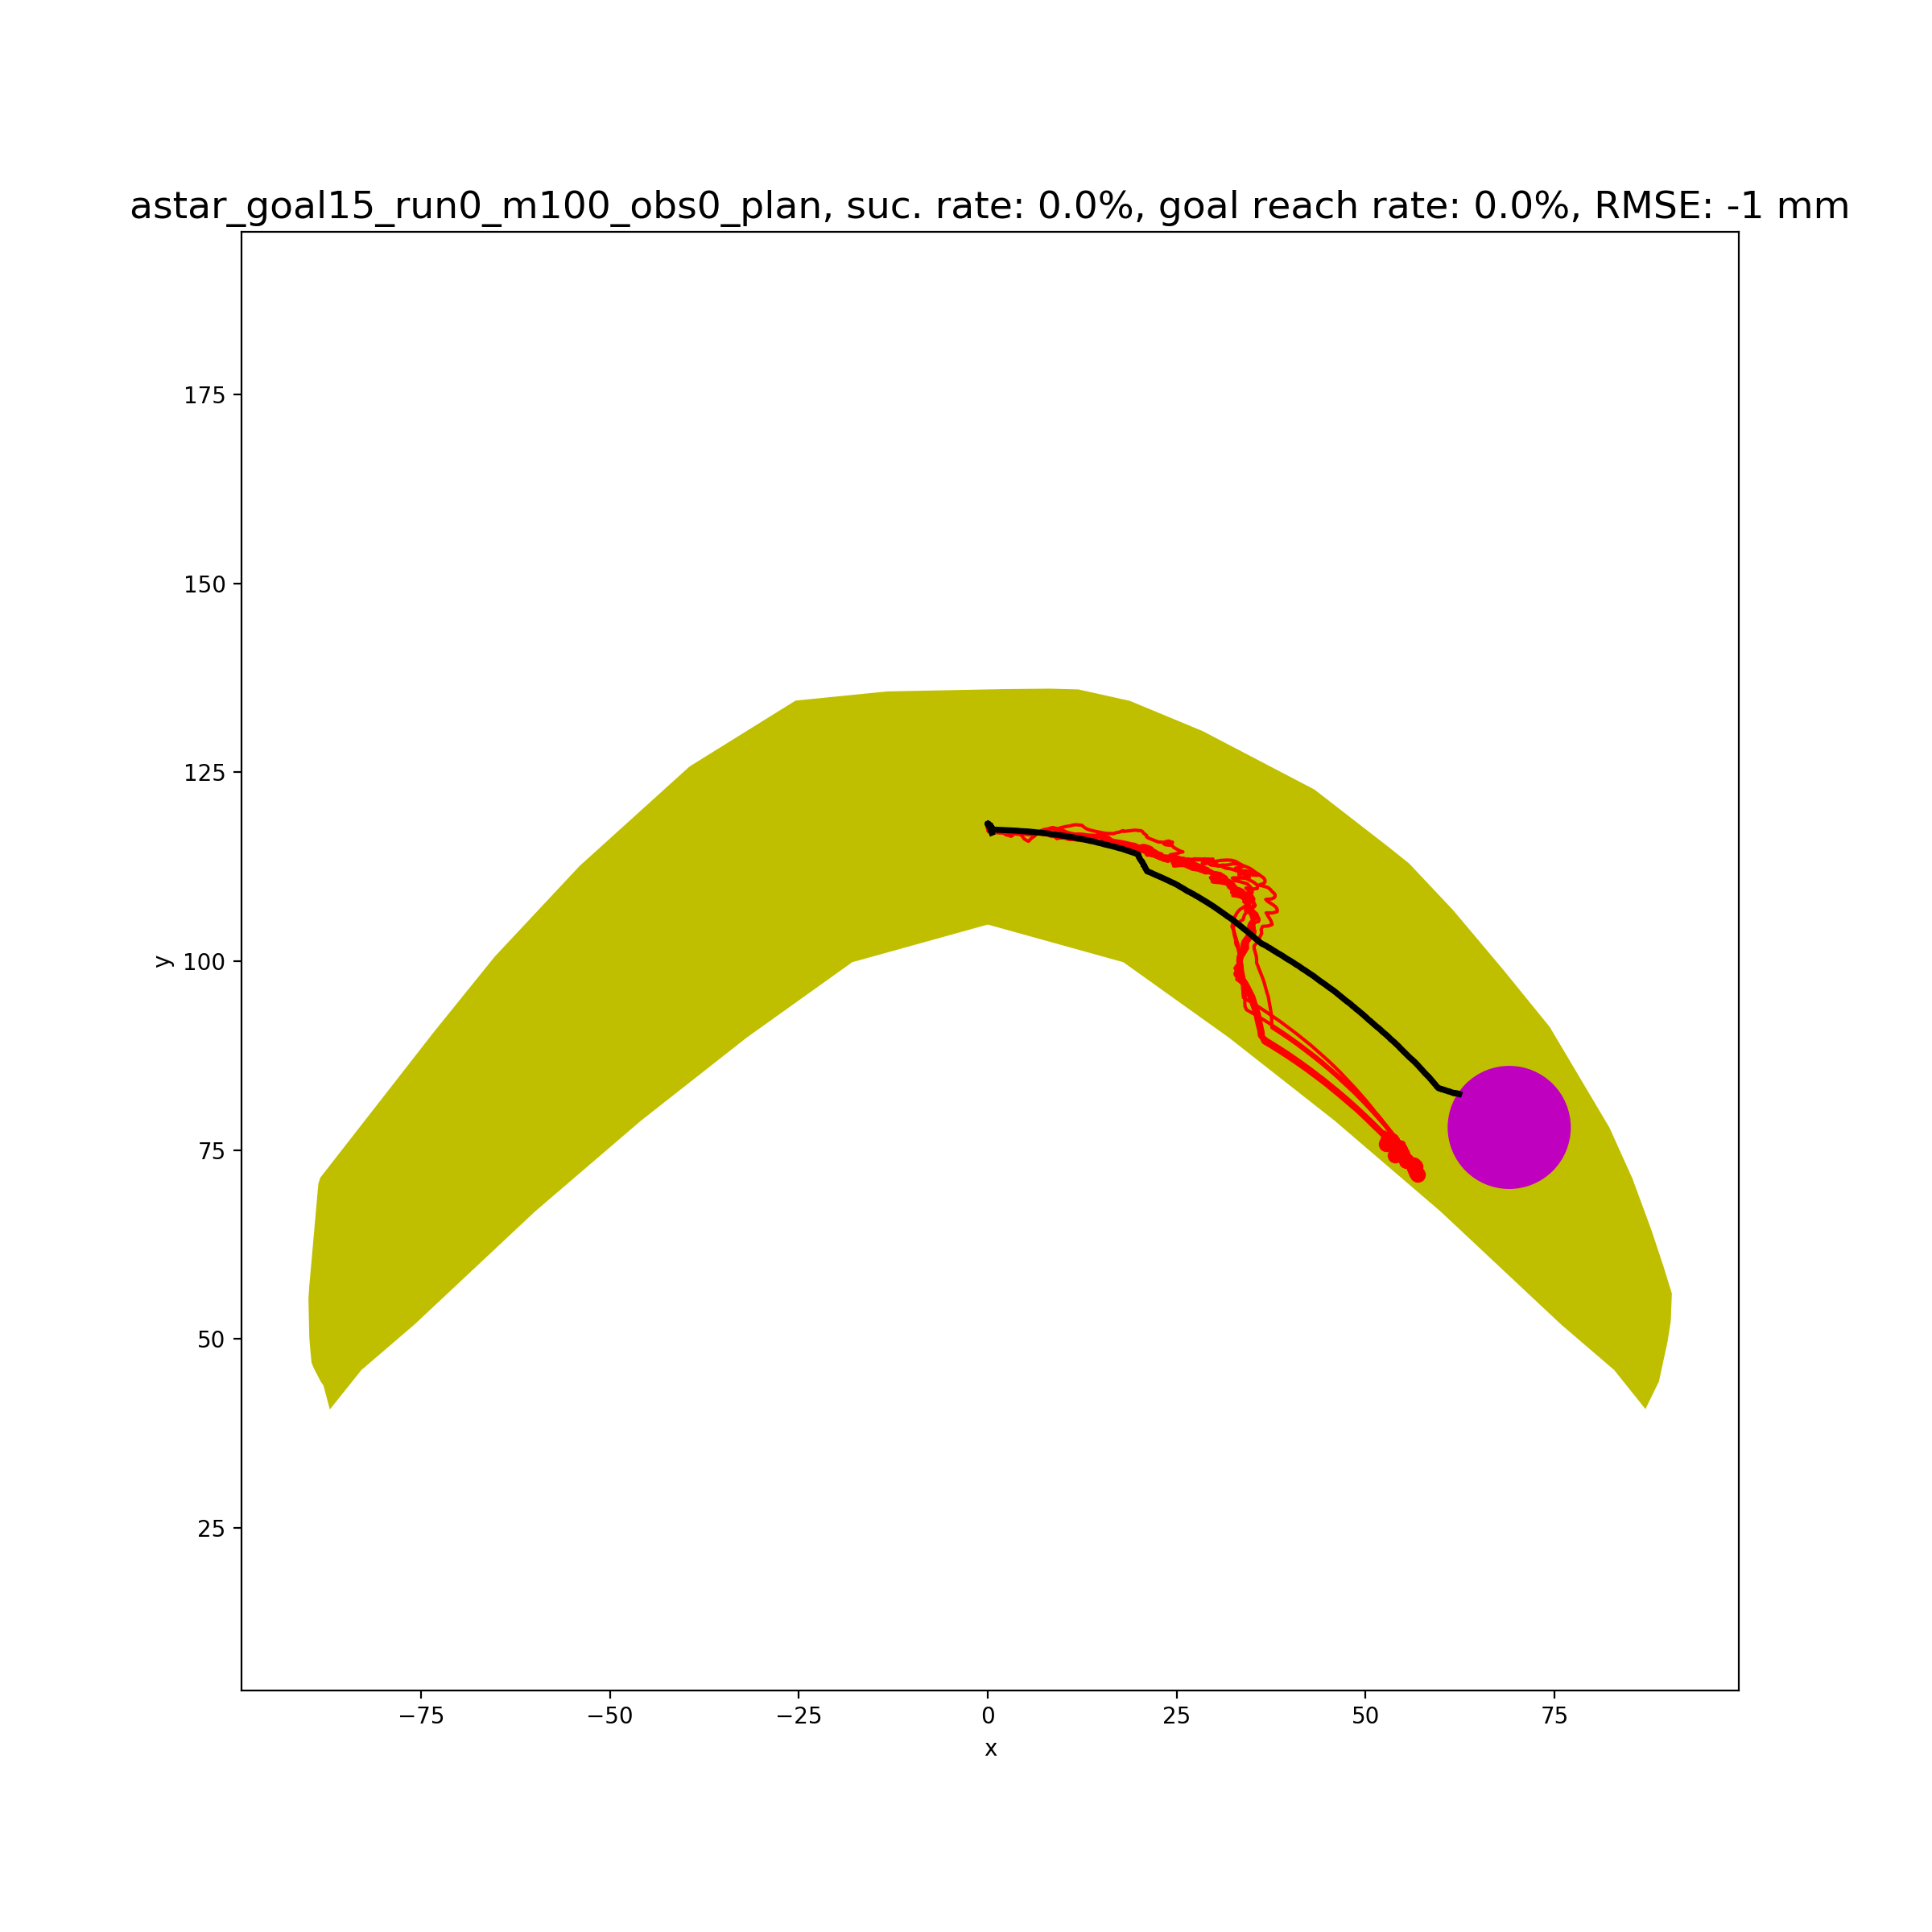 astar_goal15_run0_m100_obs0_plan, suc. rate: 0.0%, goal reach rate: 0.0%, RMSE: -1 mm
175
150
125
100
75
50
25
y
−75 −50 −25 0 25 50 75
x